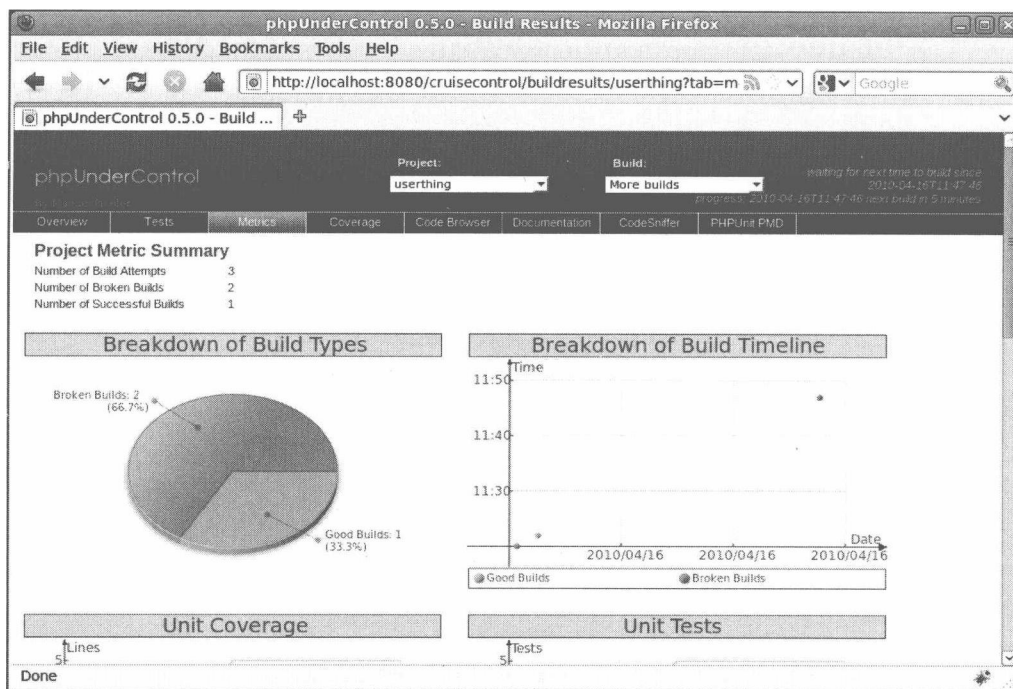 phpUnderControl 0.5.0 - Build Results - Mozilla Firefox
File Edit View History Bookmarks Tools Help
http://localhost:8080/cruisecontrol/buildresults/userthing?tab=m
Google
phpUnderControl 0.5.0 - Build ...
phpUnderControl
Project:
userthing
Build:
More builds
waiting for next time to build since
2010-04-16T11:47:46
progress: 2010-04-16T11:47:46 next build in 5 minutes
Overview Tests Metrics Coverage Code Browser Documentation CodeSniffer PHPUnit PMD
Project Metric Summary
Number of Build Attempts 3
Number of Broken Builds 2
Number of Successful Builds 1
Breakdown of Build Types
Broken Builds: 2
(66.7%)
Good Builds: 1
(33.3%)
Breakdown of Build Timeline
Time
11:50
11:40
11:30
Date
2010/04/16 2010/04/16 2010/04/16
Good Builds Broken Builds
Unit Coverage
Lines
5
Unit Tests
Tests
5
Done